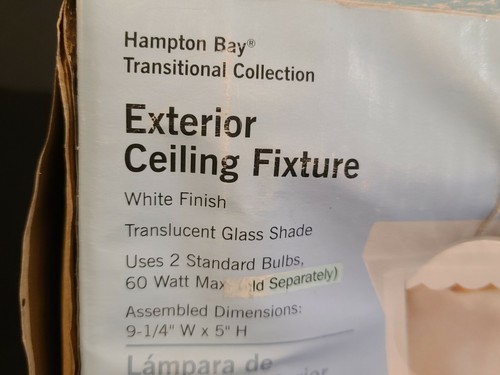 Hampton Bay®
Transitional Collection
Exterior
Ceiling Fixture
White Finish
Translucent Glass Shade
Uses 2 Standard Bulbs,
60 Watt Max ld Separately)
Assembled Dimensions:
9-1/4" W x 5" H
Lámpara de